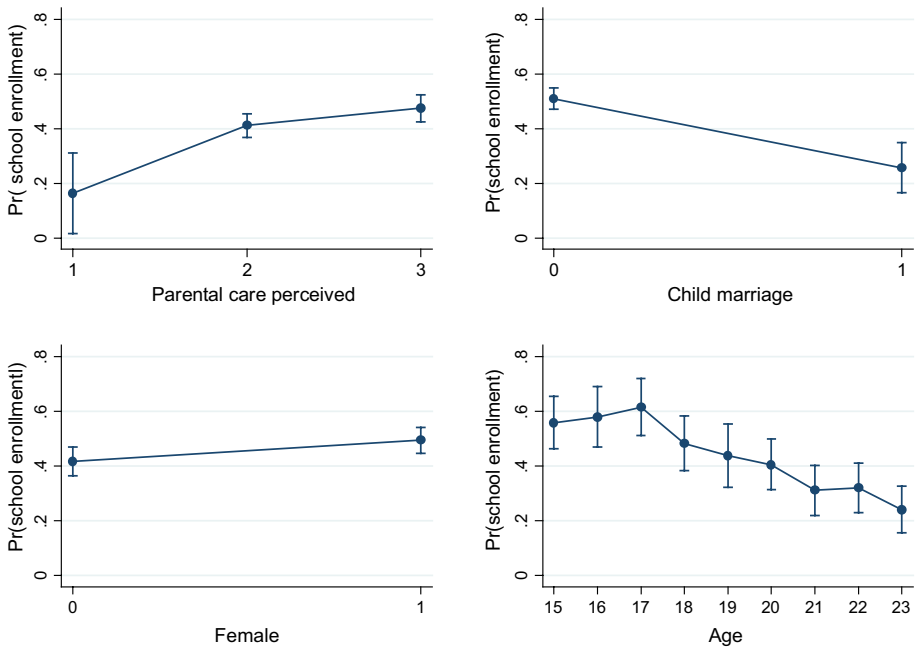 Pr( school enrollment)
.8
.6
.4
.2
0
1 2 3
Parental care perceived
Pr(school enrollment)
.8
.6
.4
.2
0
0 1
Child marriage
Pr(school enrollmentl)
.8
.6
.4
.2
0
0 1
Female
Pr(school enrollment)
.8
.6
.4
.2
0
15 16 17 18 19 20 21 22 23
Age